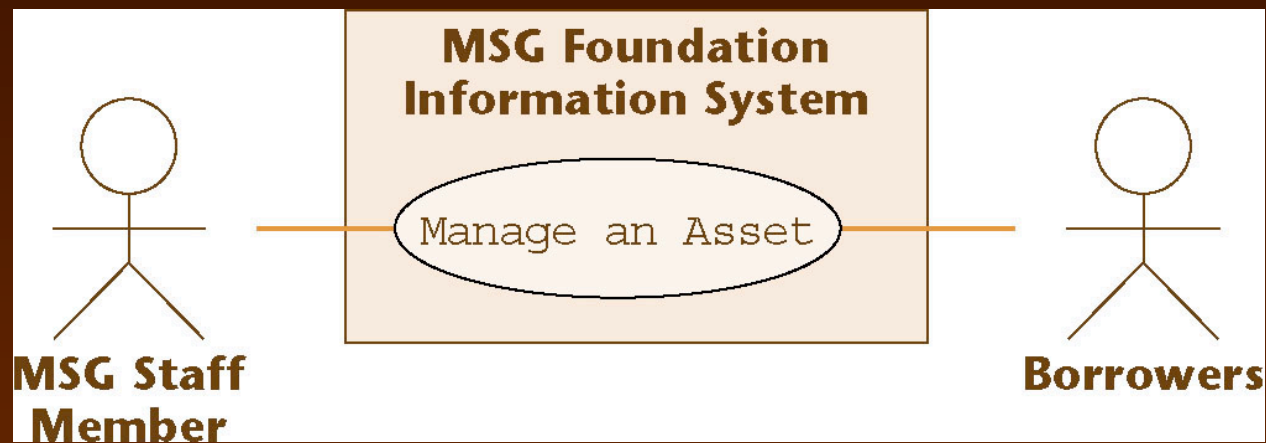 MSG Foundation
Information System
Manage an Asset
MSG Staff
Member
Borrowers